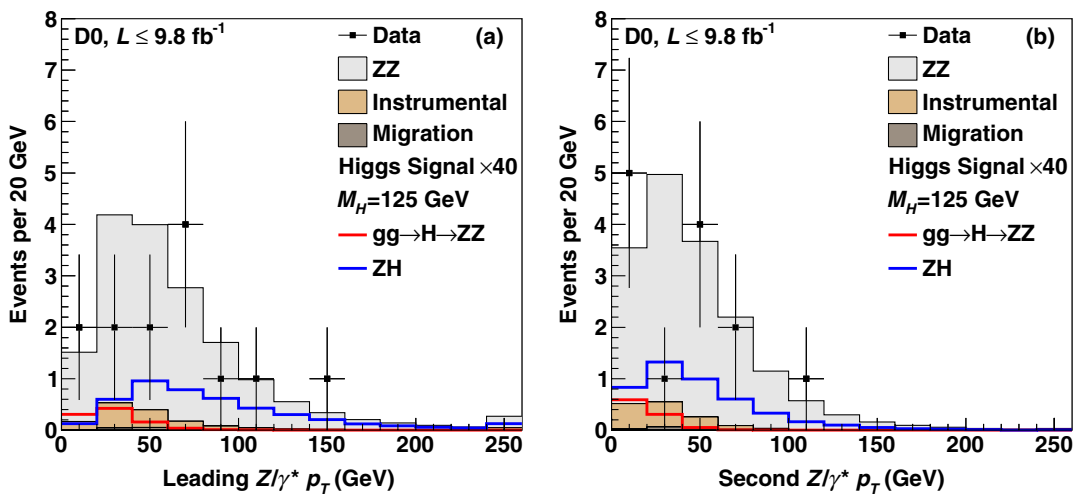 D0, L ≤ 9.8 fb⁻¹
(a)
Data
ZZ
Instrumental
Migration
Higgs Signal ×40
M_H=125 GeV
gg→H→ZZ
ZH
Events per 20 GeV
0 1 2 3 4 5 6 7 8
0 50 100 150 200 250
Leading Z/γ* p_T (GeV)
D0, L ≤ 9.8 fb⁻¹
(b)
Data
ZZ
Instrumental
Migration
Higgs Signal ×40
M_H=125 GeV
gg→H→ZZ
ZH
Events per 20 GeV
0 1 2 3 4 5 6 7 8
0 50 100 150 200 250
Second Z/γ* p_T (GeV)